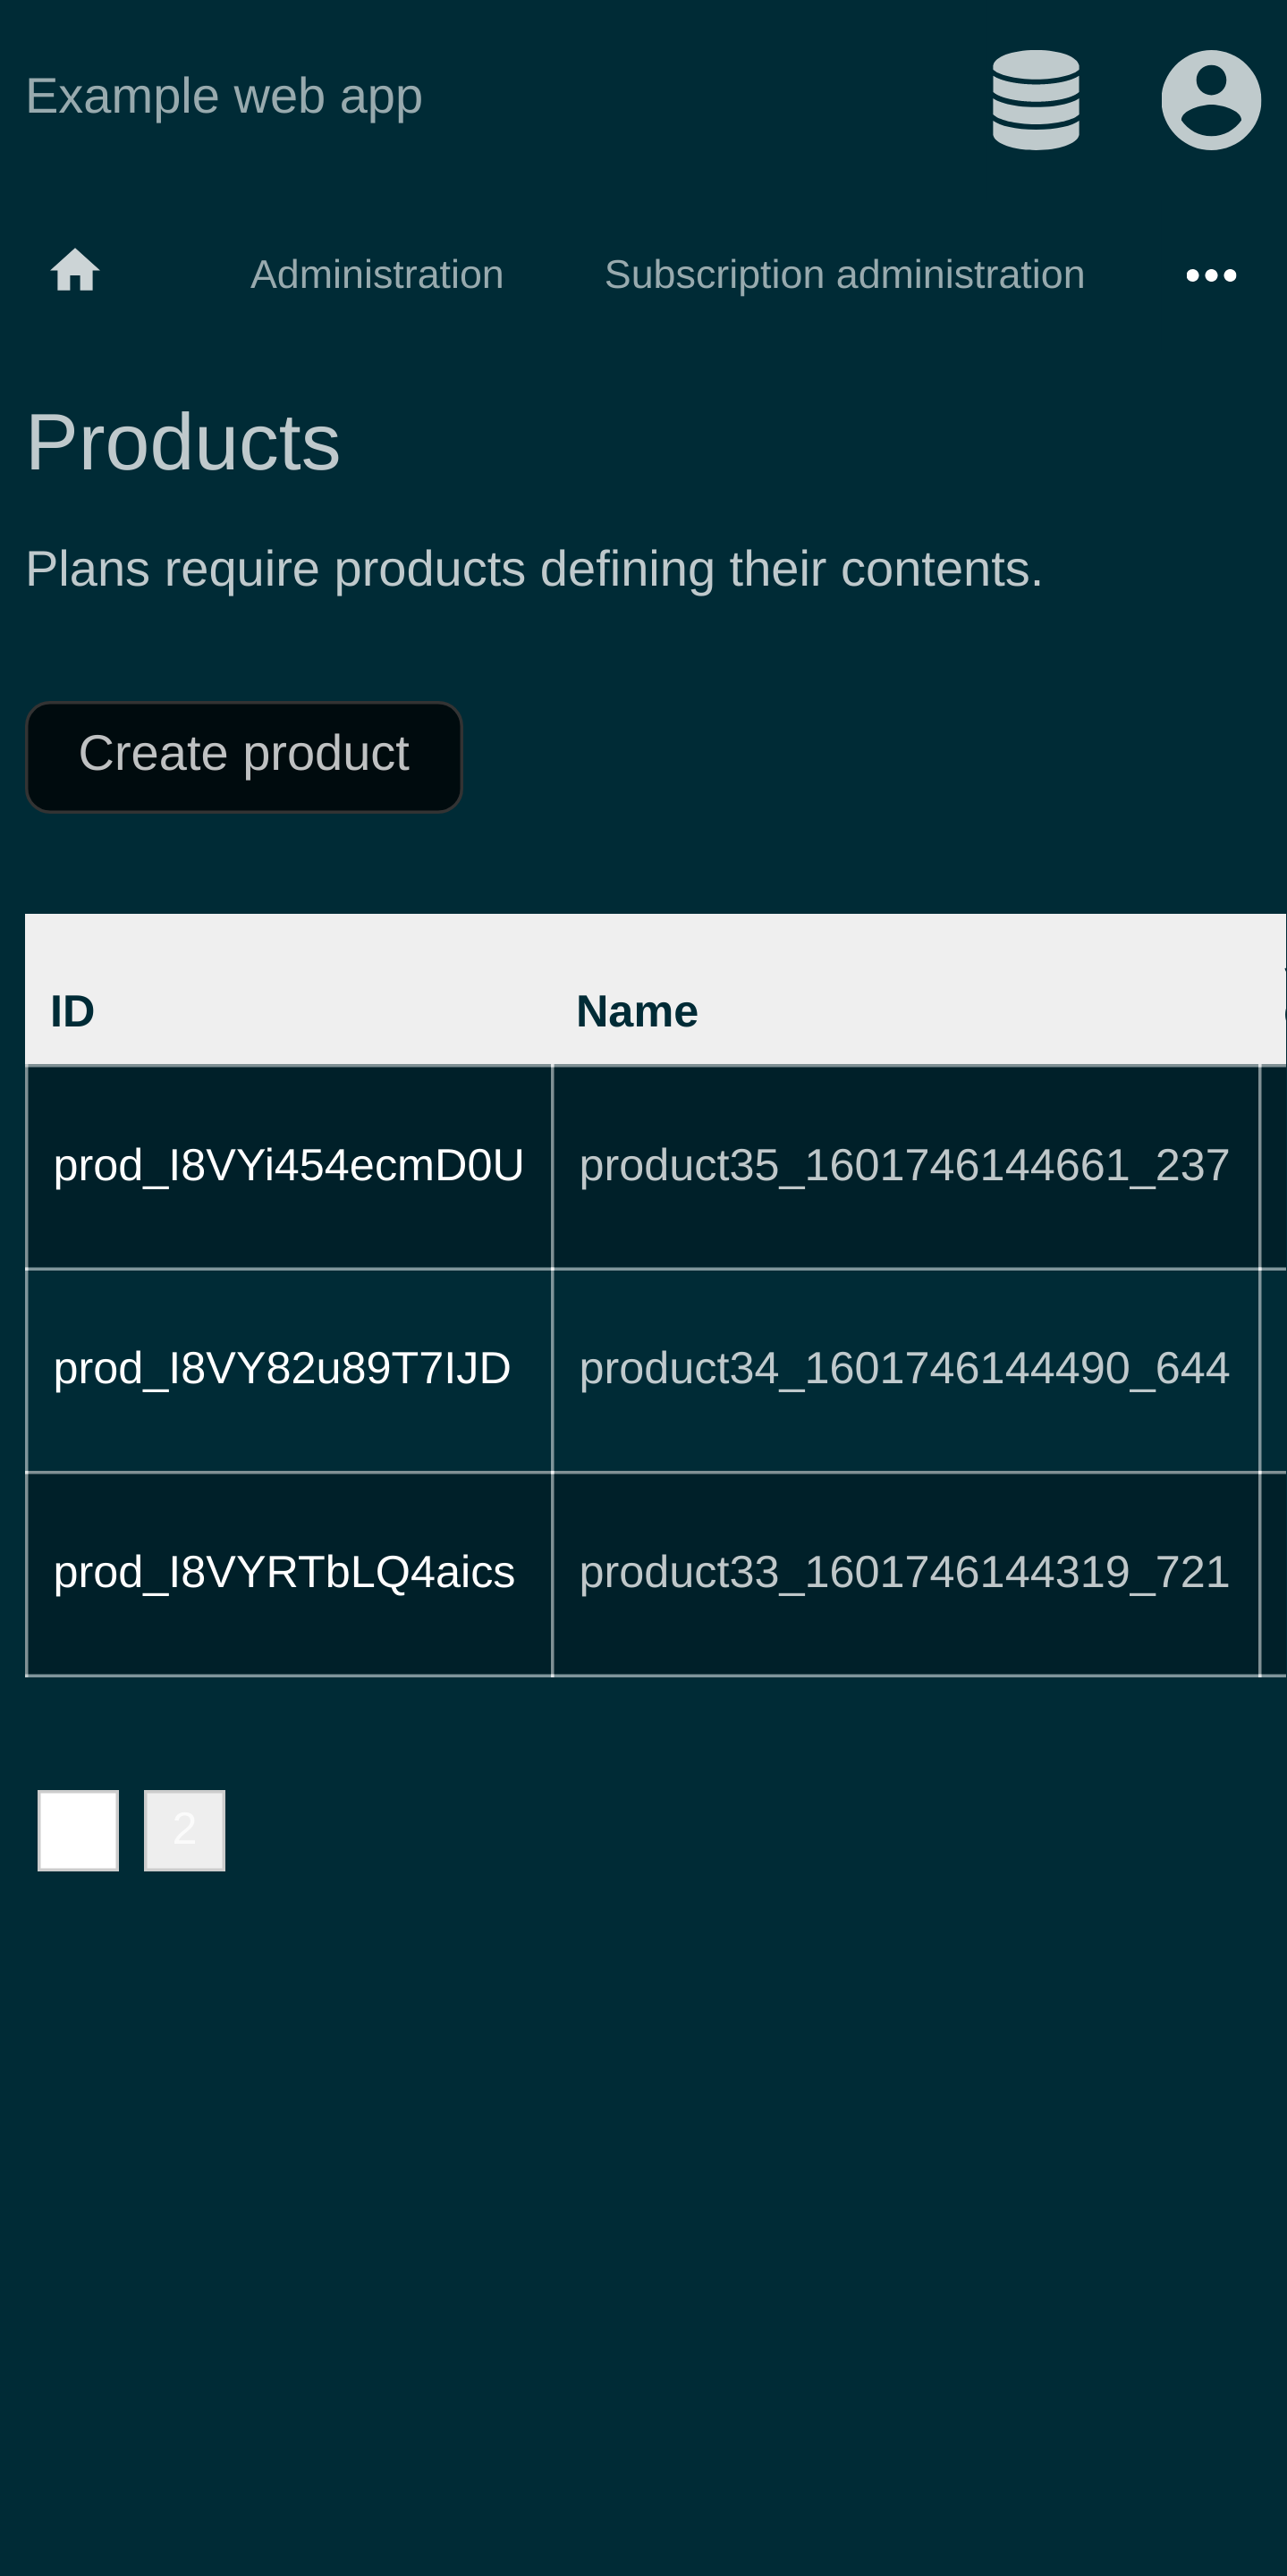 Example web app
Administration Subscription administration
Products
Plans require products defining their contents.
Create product
ID Name
prod_I8VYi454ecmD0U product35_1601746144661_237
prod_I8VY82u89T7IJD product34_1601746144490_644
prod_I8VYRTbLQ4aics product33_1601746144319_721
2